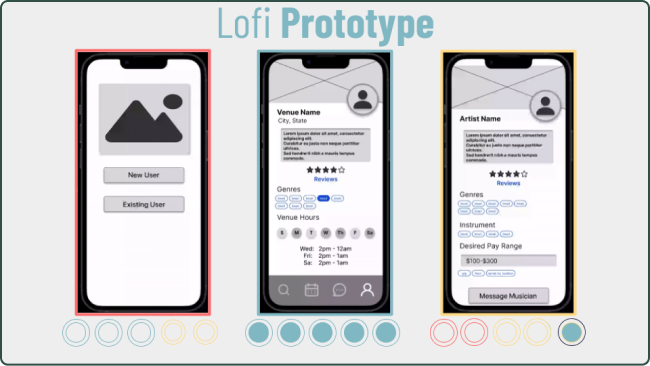 Lofi Prototype
New User
Existing User
Venue Name
City, State
Lorem ipsum dolor sit amet, consectetur
adipiscing elit.
Curabitur eu justo non neque porttitor
ultrices.
Sed hendrerit nibh a mauris tempus
commodo.
Reviews
Genres
Venue Hours
S M T W Th F Sa
Wed: 2pm - 12am
Fri: 2pm - 1am
Sa: 2pm - 1am
Artist Name
Lorem ipsum dolor sit amet, consectetur
adipiscing elit.
Curabitur eu justo non neque porttitor
ultrices.
Sed hendrerit nibh a mauris tempus
commodo.
Reviews
Genres
Instrument
Desired Pay Range
$100-$300
Message Musician